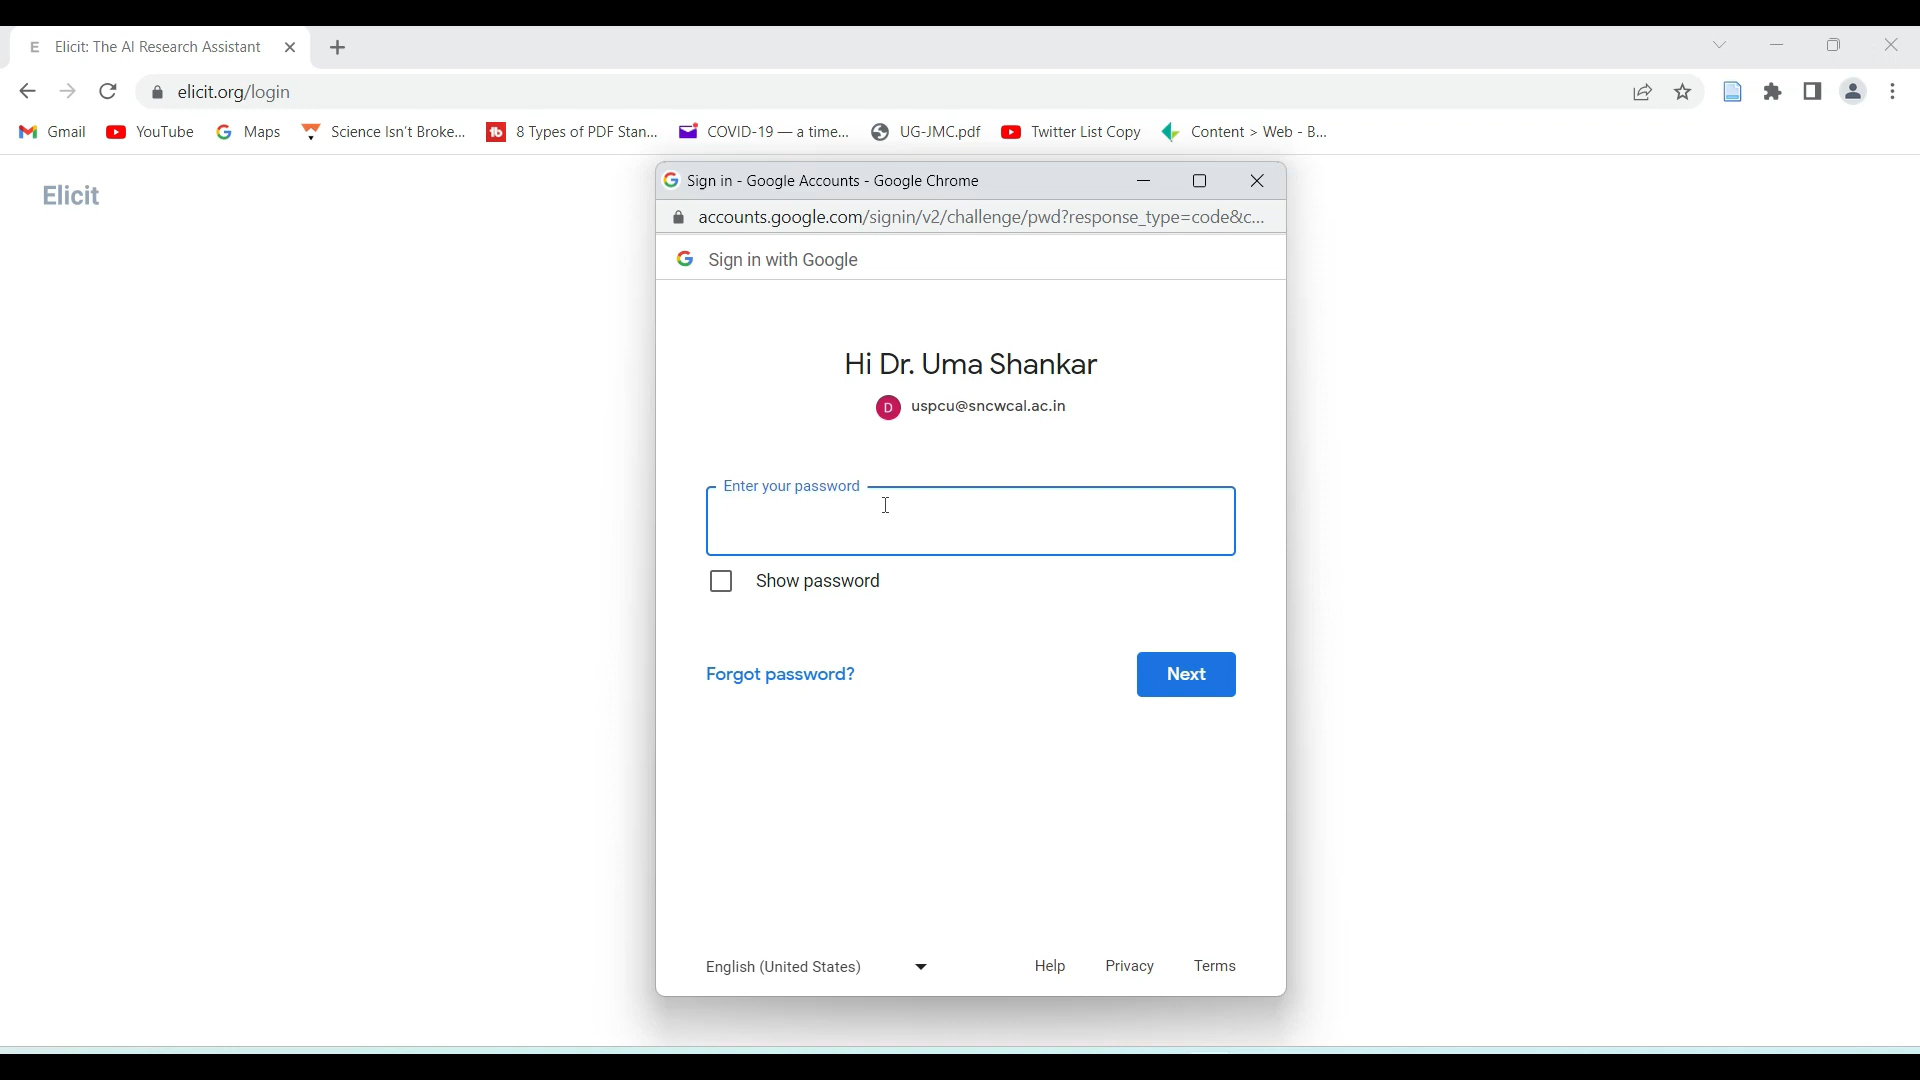 E Elicit: The AI Research Assistant
elicit.org/login
Gmail YouTube Maps Science Isn't Broke... 8 Types of PDF Stan... COVID-19 — a time... UG-JMC.pdf Twitter List Copy Content > Web - B...
Elicit
Sign in - Google Accounts - Google Chrome
accounts.google.com/signin/v2/challenge/pwd?response_type=code&c...
Sign in with Google
Hi Dr. Uma Shankar
D uspcu@sncwcal.ac.in
Enter your password
Show password
Forgot password? Next
English (United States) Help Privacy Terms